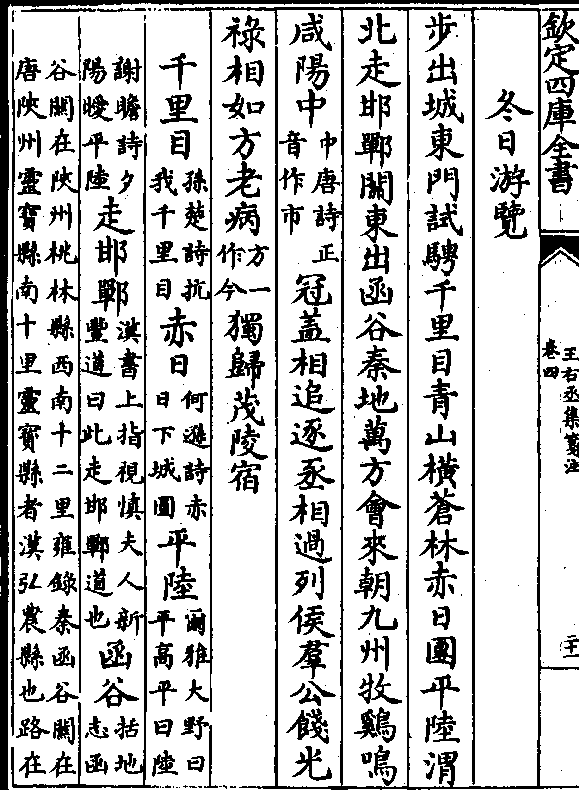 欽定四庫全書
王右丞集箋注
卷四
二十一
冬日游覽
步出城東門試騁千里目青山橫蒼林赤日團平陸渭
北走邯鄲關東出函谷秦地萬方會來朝九州牧雞鳴
咸陽中中唐詩正音作市冠蓋相追逐丞相過列侯羣公餞光
祿相如方老病方一作今獨歸茂陵宿
千里目孫楚詩抗我千里目赤日何遜詩赤日下城圓平陸爾雅大野曰平高平曰陸
謝瞻詩夕陽曖平陸走邯鄲漢書上指視慎夫人新豐道曰此走邯鄲道也函谷括地志函
谷關在陝州桃林縣西南十二里雍錄秦函谷關在
唐陝州靈寶縣南十里靈寶縣者漢弘農縣也路在